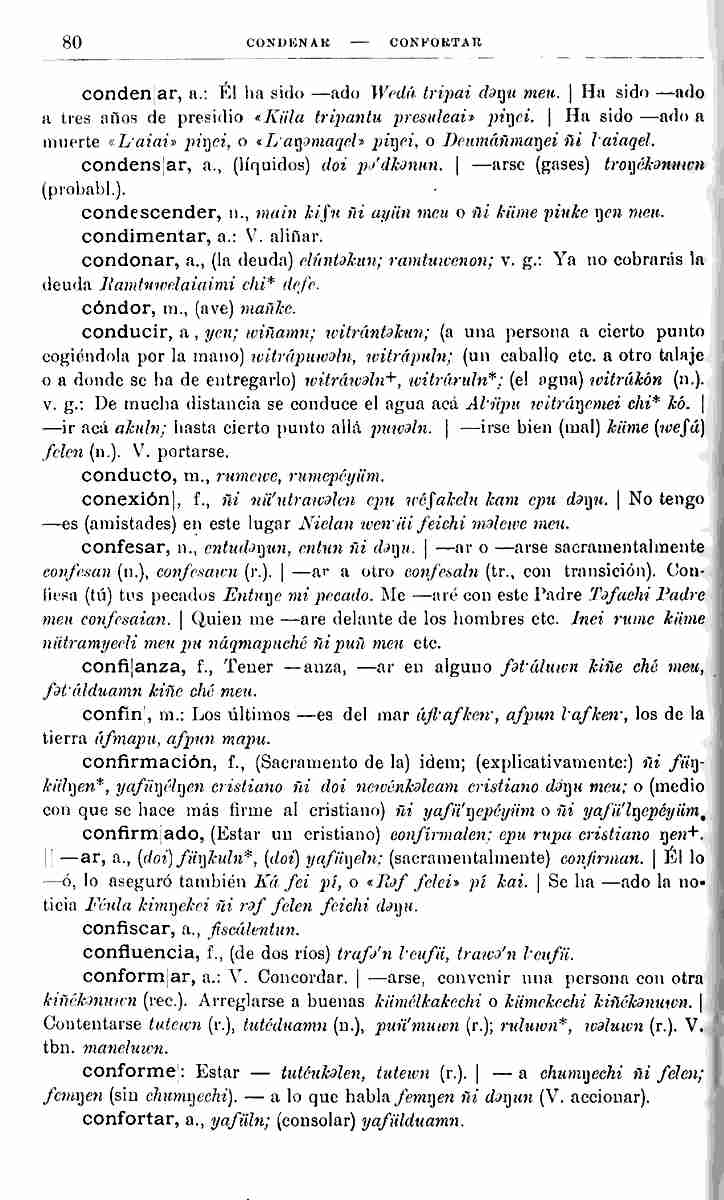 80 CONDENAR — CONFORTAR
conden|ar, a.: Él ha sido —ado Wedá tripai dəŋu meu. | Ha sido —ado
a tres años de presidio «Küla tripantu presuleai» piŋei. | Ha sido —ado a
muerte «L·aiai» piŋei, o «L·aŋəmaqel» piŋei, o Deumáñmaŋei ñi l·aiaqel.
condens|ar, a., (líquidos) doi pə'dkənun. | —arse (gases) troŋékənuwn
(probabl.).
condescender, n., main kiʃu ñi ayün meu o ñi küme piuke ŋen meu.
condimentar, a.: V. aliñar.
condonar, a., (la deuda) elúntəkun; ramtuwenon; v. g.: Ya no cobrarás la
deuda Ramtuwelaiaimi chi* defe.
cóndor, m., (ave) mañke.
conducir, a, yen; wiñamn; witrántəkun; (a una persona a cierto punto
cogiéndola por la mano) witrápuwəln, witrápuln; (un caballo etc. a otro talaje
o a donde se ha de entregarlo) witráwəln+, witráruln*; (el agua) witrákón (n.).
v. g.: De mucha distancia se conduce el agua acá Al·üpu witráŋemei chi* kó. |
—ir acá akuln; hasta cierto punto allá puwəln. | —irse bien (mal) küme (weʃá)
felen (n.). V. portarse.
conducto, m., rumewe, rumepéyüm.
conexión|, f., ñi nü'utrawəlen epu wéʃakelu kam epu dəŋu. | No tengo
—es (amistades) en este lugar Nielan wen·üi feichi məlewe meu.
confesar, n., entudəŋun, entun ñi dəŋu. | —ar o —arse sacramentalmente
confesan (n.), confesawn (r.). | —ar a otro confesaln (tr., con transición). Con-
fiesa (tú) tus pecados Entuŋe mi pecado. Me —aré con este Padre Təfachi Padre
meu confesaian. | Quien me —are delante de los hombres etc. Inei rume küme
nütramyeeli meu pu náqmapuché ñi puñ meu etc.
confi|anza, f., Tener —anza, —ar en alguno fət·áluwn kiñe ché meu,
fət·álduamn kiñe ché meu.
confin|, m.: Los últimos —es del mar áfl·afken·, afpun l·afken·, los de la
tierra áfmapu, afpun mapu.
confirmación, f., (Sacramento de la) idem; (explicativamente:) ñi füŋ-
külŋen*, yafüŋélŋen cristiano ñi doi newénkəleam cristiano dəŋu meu; o (medio
con que se hace más firme al cristiano) ñi yafü'ŋepéyüm o ñi yafü'lŋepéyüm.
confirm|ado, (Estar un cristiano) confirmalen; epu rupa cristiano ŋen+.
|| —ar, a., (doi) füŋkuln*, (doi) yafüŋeln; (sacramentalmente) confirman. | Él lo
—ó, lo aseguró también Ká fei pí, o «Rəf felei» pí kai. | Se ha —ado la no-
ticia Féula kimŋekei ñi rəf felen feichi dəŋu.
confiscar, a., fiscálentun.
confluencia, f., (de dos ríos) trafə'n l·eufü, trawə'n l·eufü.
conform|ar, a.: V. Concordar. | —arse, convenir una persona con otra
kiñékənuwn (rec.). Arreglarse a buenas kümélkakechi o kümekechi kiñékənuwn. |
Contentarse tutewn (r.), tutéduamn (n.), puñ'muwn (r.); ruluwn*, wəluwn (r.). V.
tbn. maneluwn.
conforme|: Estar — tutéukəlen, tutewn (r.). | — a chumŋechi ñi felen;
femŋen (sin chumŋechi). — a lo que habla femŋen ñi dəŋun (V. accionar).
confortar, a., yafüln; (consolar) yafülduamn.